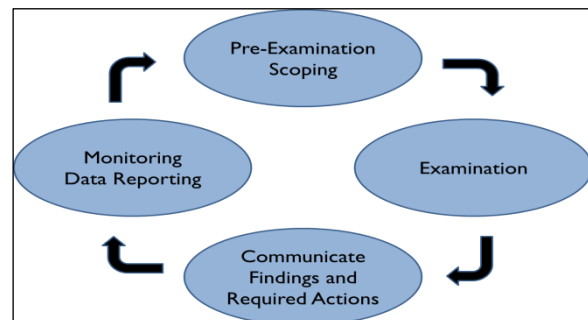 Pre-Examination
Scoping
Examination
Communicate
Findings and
Required Actions
Monitoring
Data Reporting